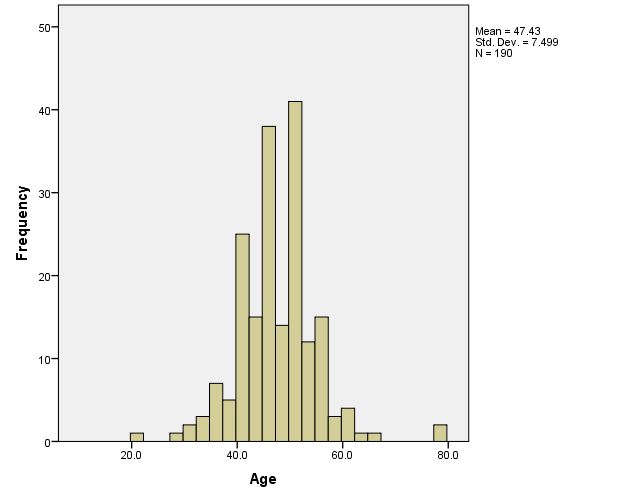 50
Mean = 47.43
Std. Dev. = 7.499
N = 190
40
30
Frequency
20
10
0
20.0 40.0 60.0 80.0
Age